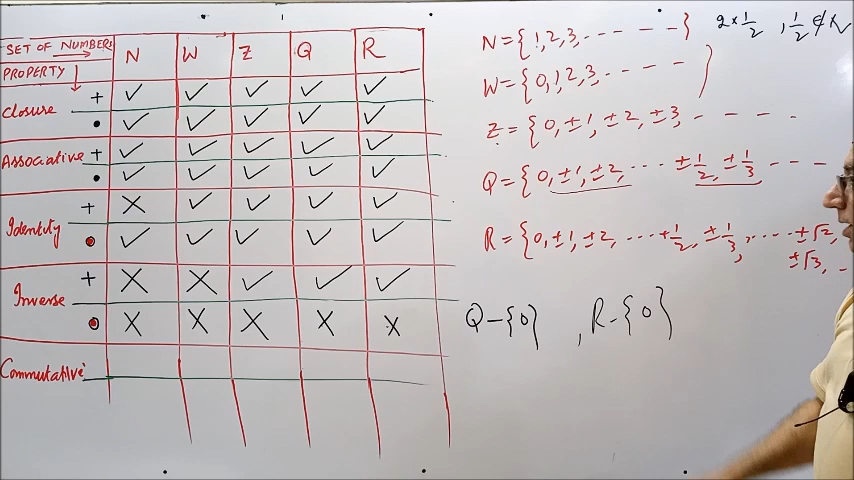 SET OF NUMBERS N W Z Q R
PROPERTY
Closure + ✓ ✓ ✓ ✓ ✓
• ✓ ✓ ✓ ✓ ✓
Associative + ✓ ✓ ✓ ✓ ✓
• ✓ ✓ ✓ ✓ ✓
Identity + × ✓ ✓ ✓ ✓
• ✓ ✓ ✓ ✓ ✓
Inverse + × × ✓ ✓ ✓
• × × × × ×
Commutative
N = {1,2,3, - - - - - - }
2 × 1/2 , 1/2 ∉ N
W = {0,1,2,3, - - - - - }
Z = {0, ±1, ±2, ±3, - - - - .
Q = {0, ±1, ±2, ... ±1/2, ±1/3 - - -
R = {0, ±1, ±2, ... +1/2, ±1/3, .... ±√2,
±√3, -
Q - {0} , R - {0}